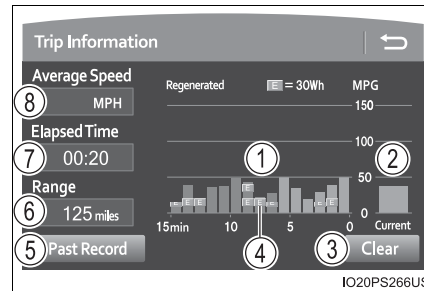 Trip Information
Average Speed
8 MPH
Regenerated E = 30Wh MPG
150
Elapsed Time
7 00:20
100
1 2
Range
50
6 125 miles
E E E E E E E E E E
0
15min 10 5 0 Current
5 Past Record 4 3 Clear
IO20PS266US